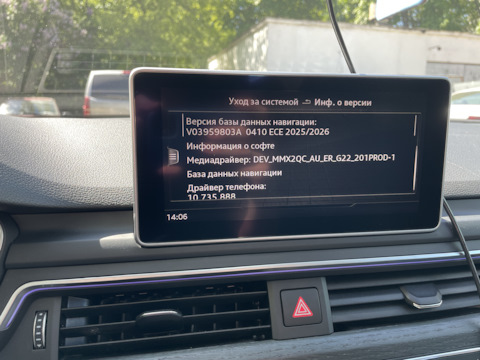 Уход за системой Инф. о версии
Версия базы данных навигации:
V03959803A 0410 ECE 2025/2026
Информация о софте
Медиадрайвер: DEV_MMX2QC_AU_ER_G22_201PROD-1
База данных навигации
Драйвер телефона:
10.735.888
14:06